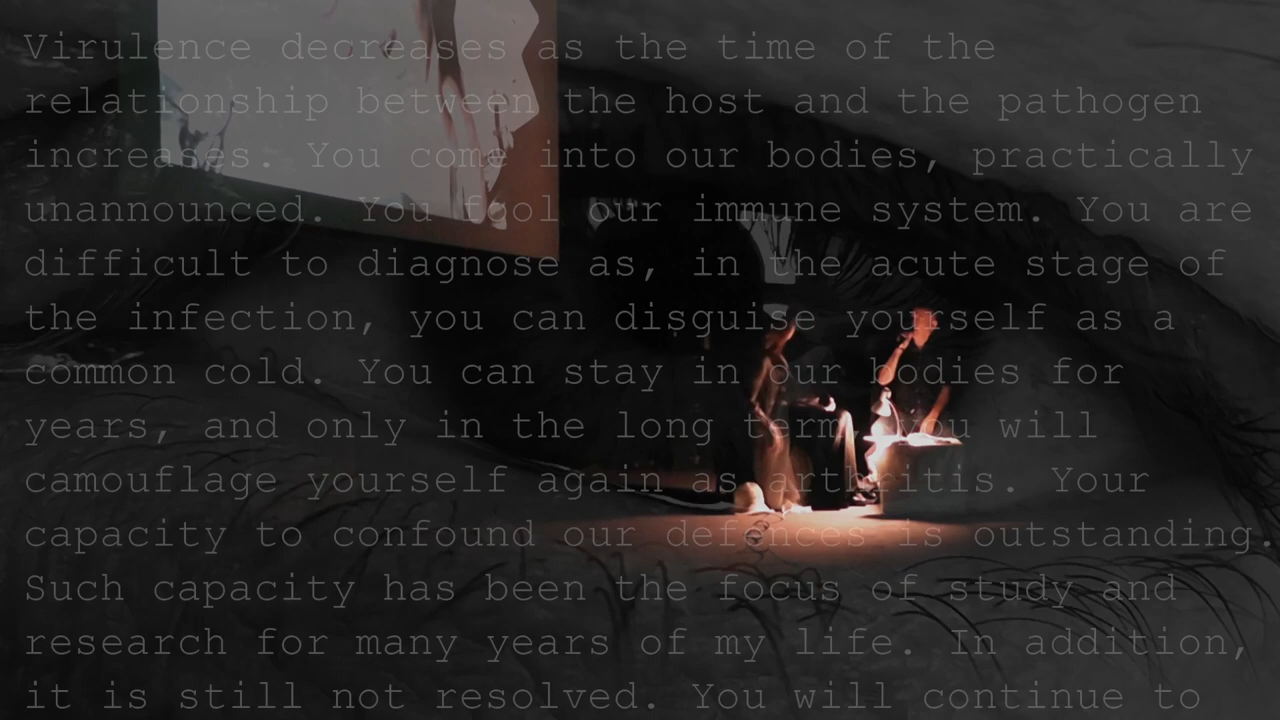 Virulence decreases as the time of the
relationship between the host and the pathogen
increases. You come into our bodies, practically
unannounced. You fool our immune system. You are
difficult to diagnose as, in the acute stage of
the infection, you can disguise yourself as a
common cold. You can stay in our bodies for
years, and only in the long term you will
camouflage yourself again as arthritis. Your
capacity to confound our defences is outstanding.
Such capacity has been the focus of study and
research for many years of my life. In addition,
it is still not resolved. You will continue to